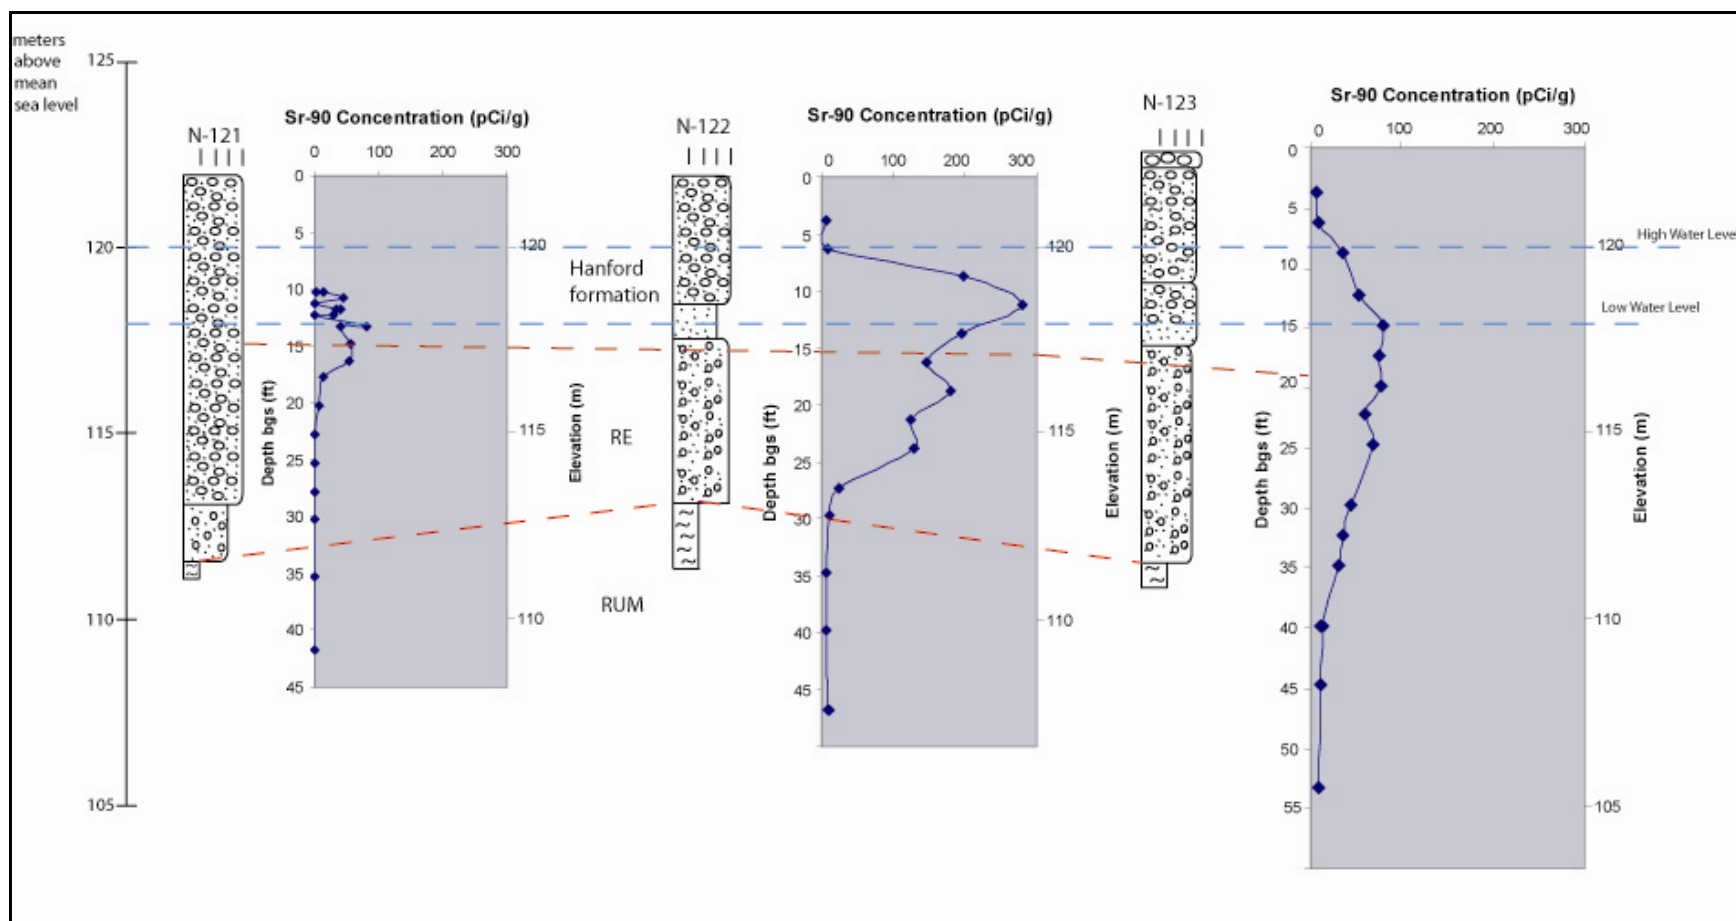 meters
above
mean
sea level
125
120
115
110
105
N-121
Sr-90 Concentration (pCi/g)
0 100 200 300
0
5
10
15
20
25
30
35
40
45
Depth bgs (ft)
120
115
110
Elevation (m)
Hanford
formation
RE
RUM
N-122
Sr-90 Concentration (pCi/g)
0 100 200 300
0
5
10
15
20
25
30
35
40
45
Depth bgs (ft)
120
115
110
Elevation (m)
N-123
Sr-90 Concentration (pCi/g)
0 100 200 300
0
5
10
15
20
25
30
35
40
45
50
55
Depth bgs (ft)
120
115
110
105
Elevation (m)
High Water Level
Low Water Level